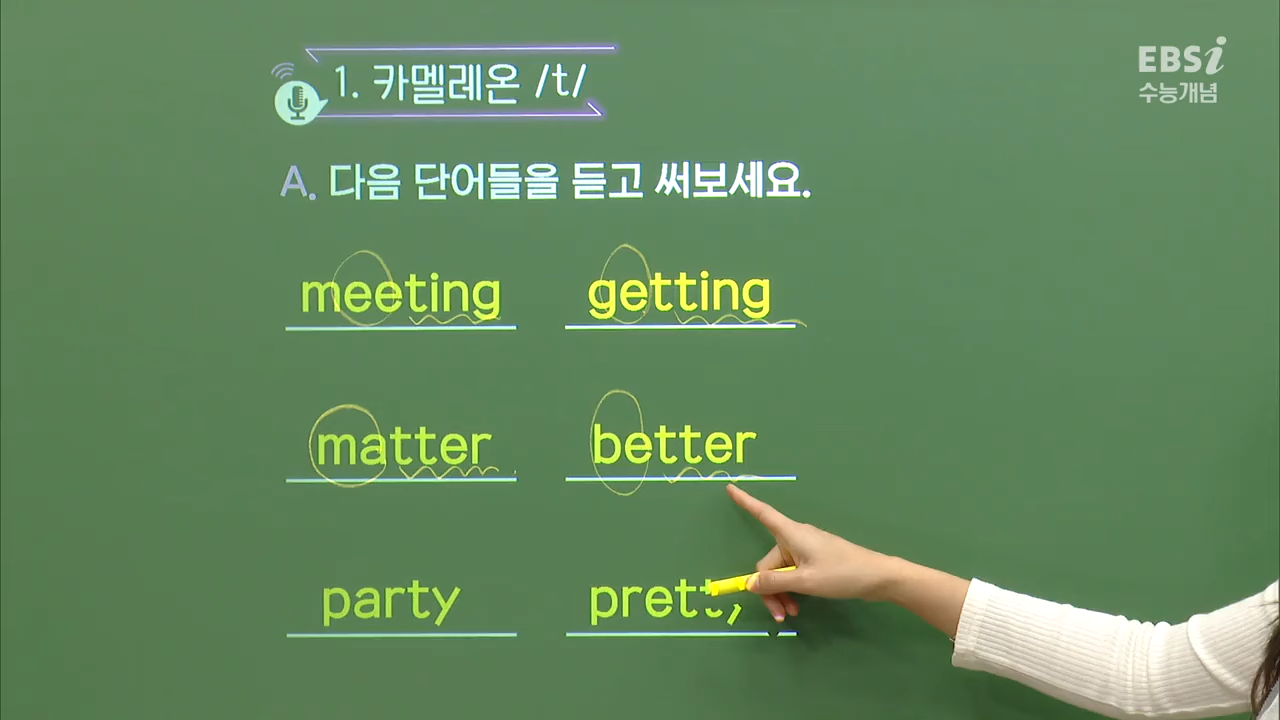 EBSi
수능개념
1. 카멜레온 /t/
A. 다음 단어들을 듣고 써보세요.
meeting getting
matter better
party pretty